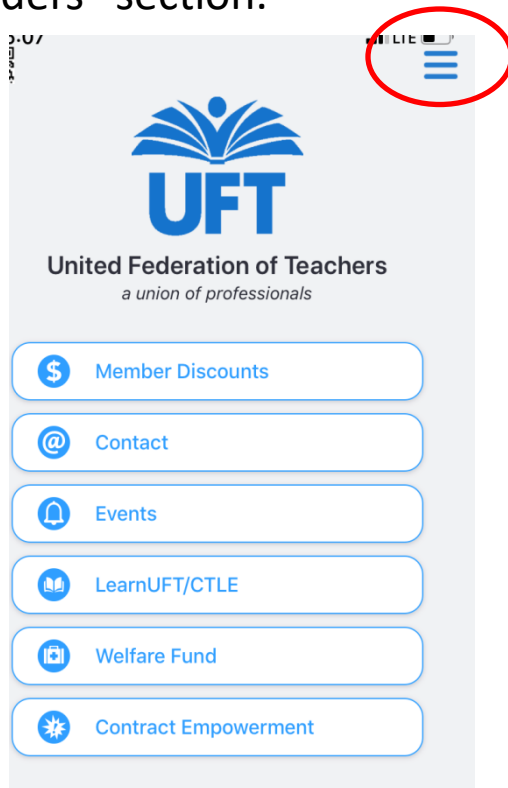 section.
LTE
UFT
United Federation of Teachers
a union of professionals
Member Discounts
Contact
Events
LearnUFT/CTLE
Welfare Fund
Contract Empowerment